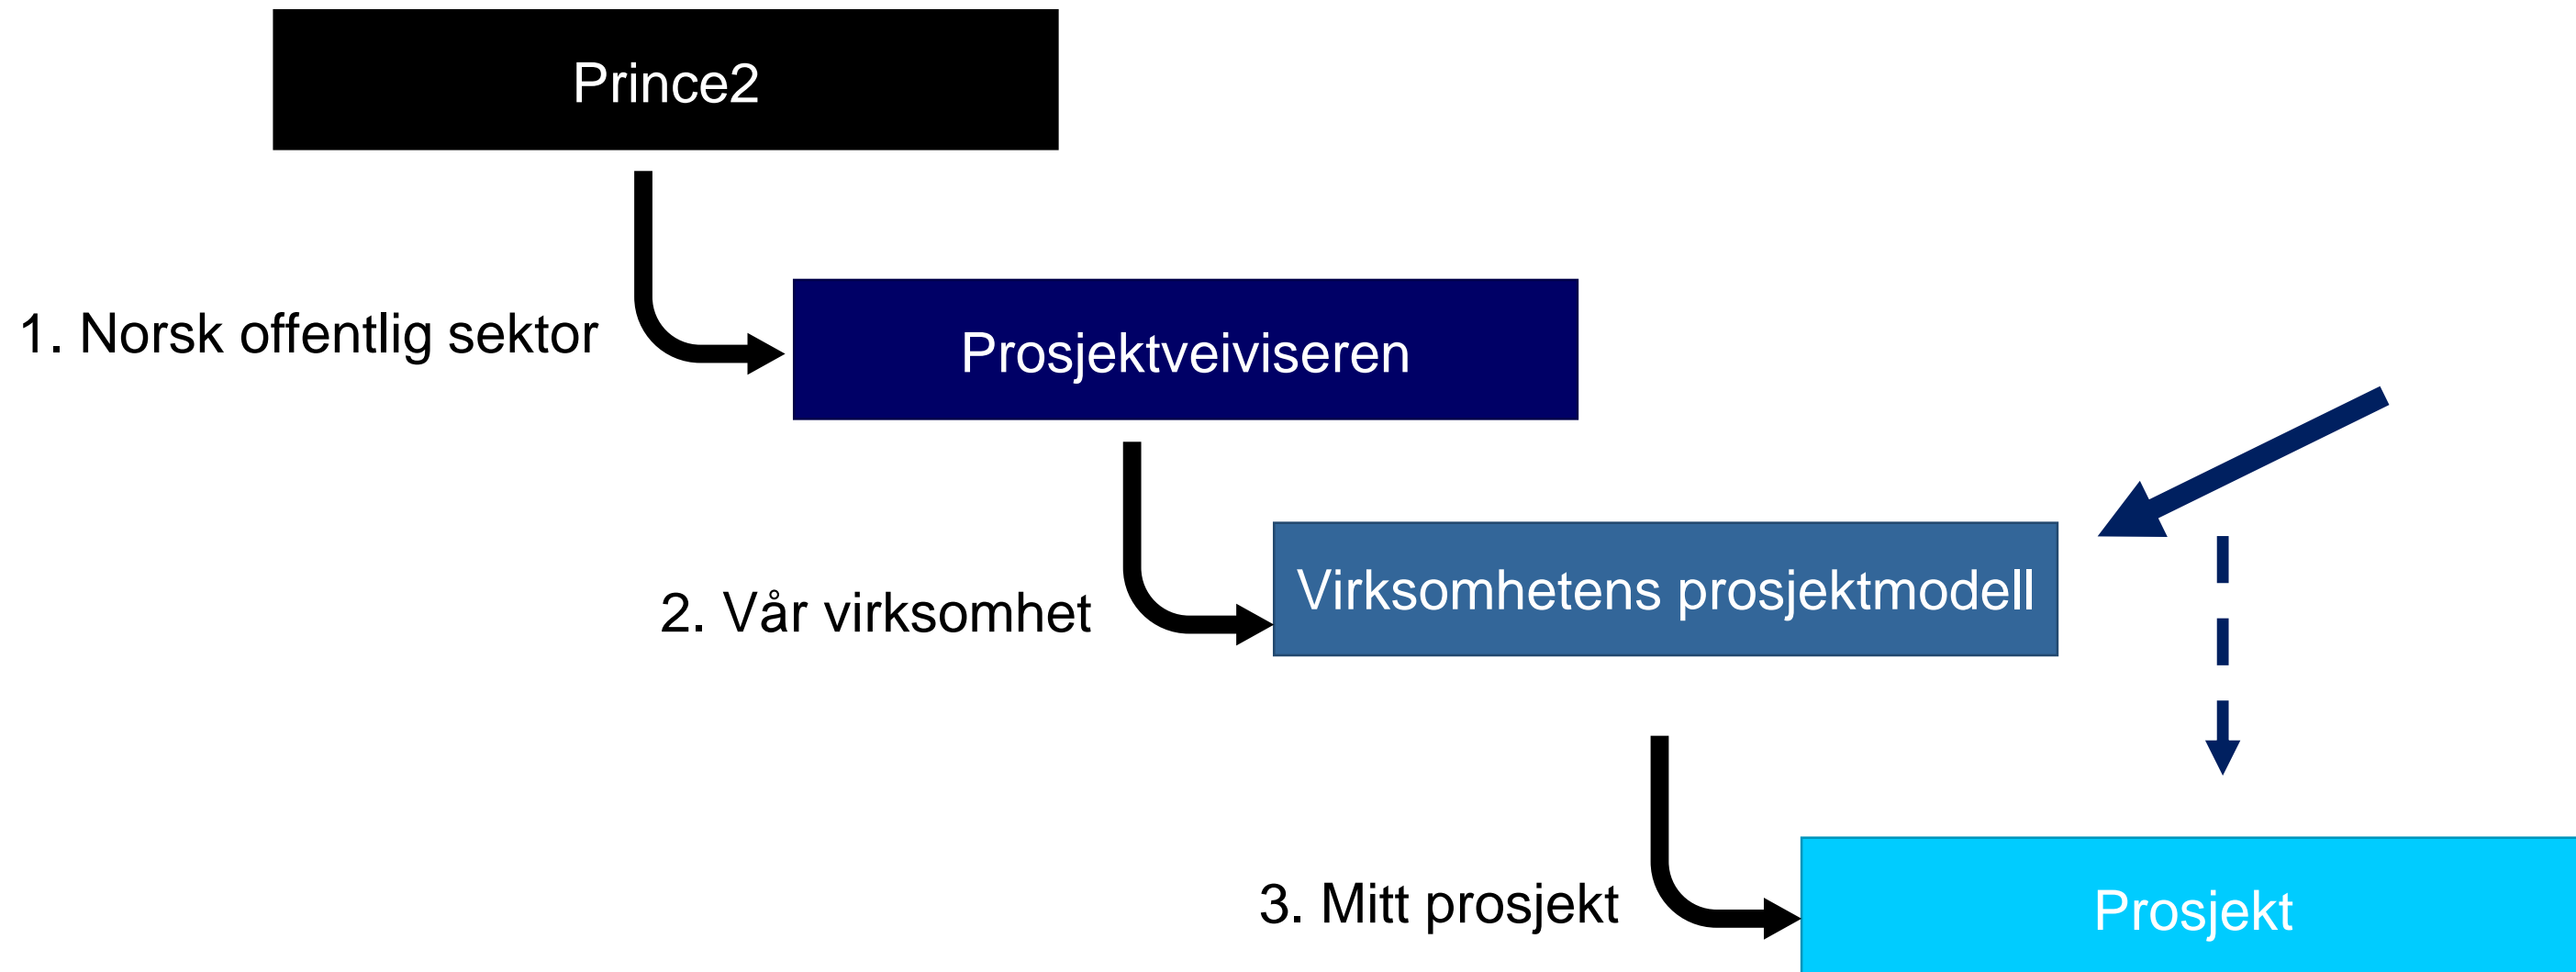 Prince2
1. Norsk offentlig sektor
Prosjektveiviseren
2. Vår virksomhet
Virksomhetens prosjektmodell
3. Mitt prosjekt
Prosjekt